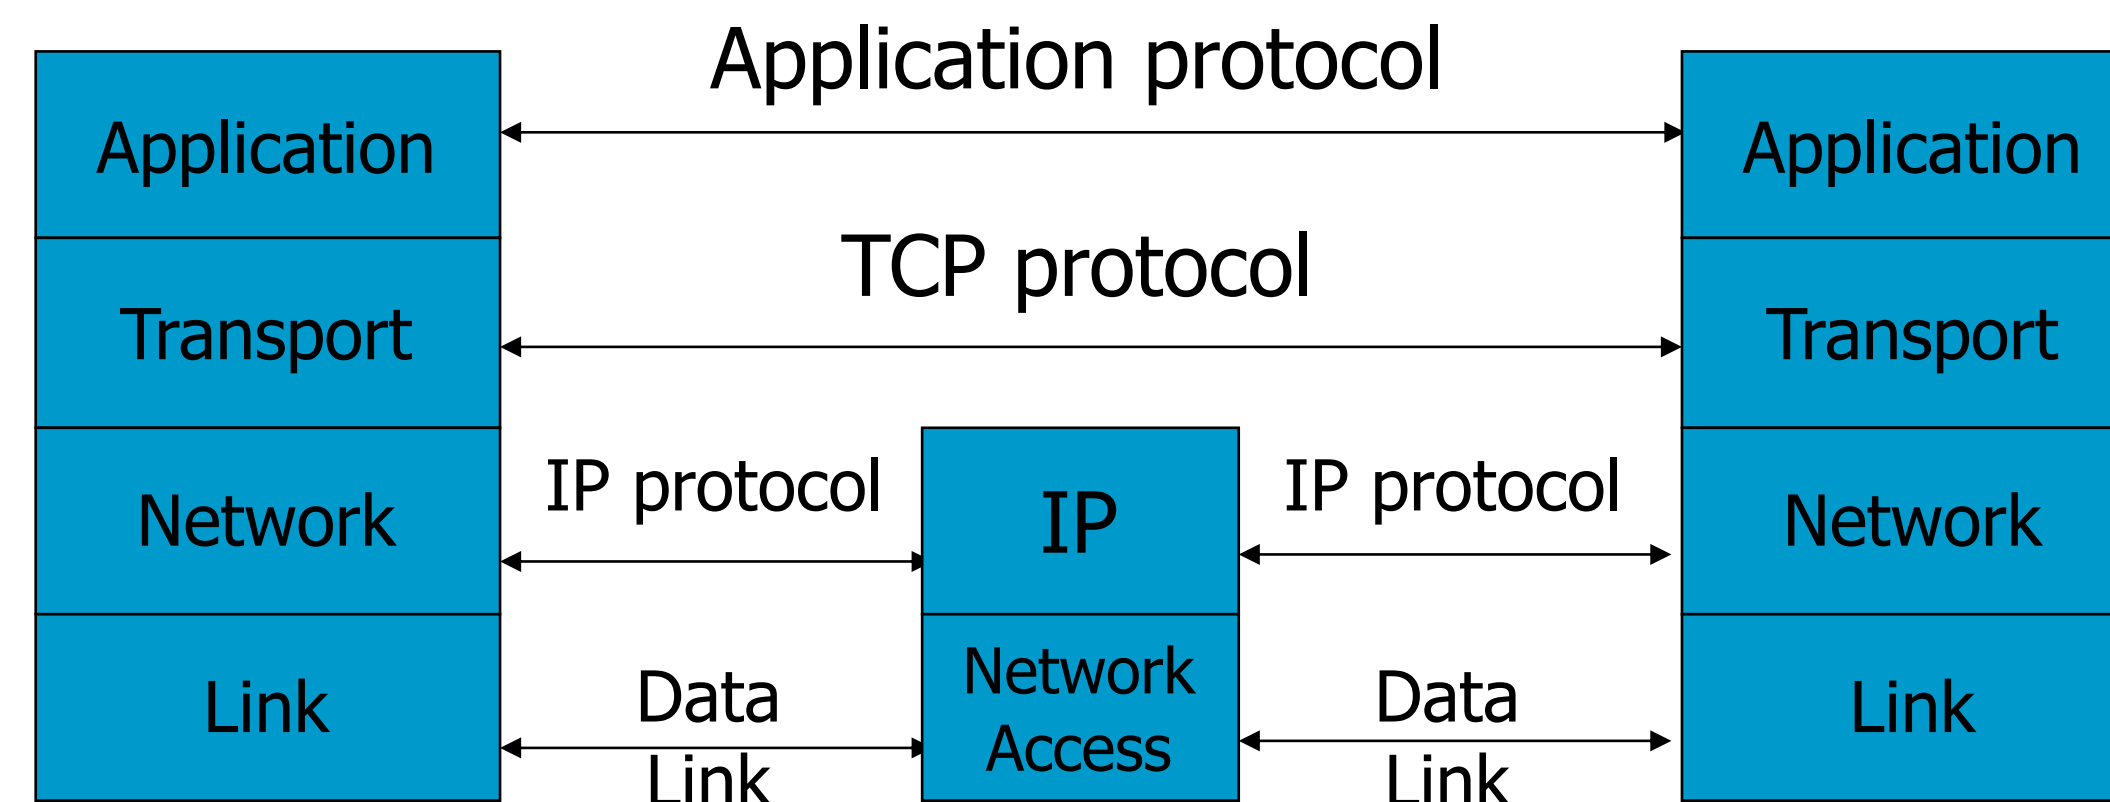 Application protocol
Application
Application
TCP protocol
Transport
Transport
IP protocol
IP protocol
Network
IP
Network
Data
Link
Network
Access
Data
Link
Link
Link